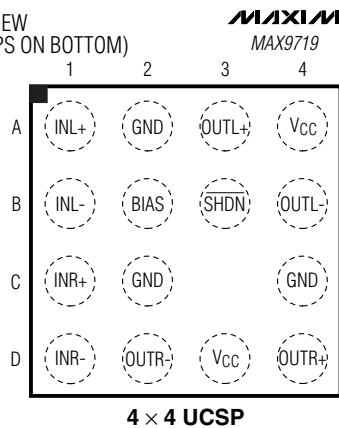 EW
PS ON BOTTOM)
MAXIM
MAX9719
1 2 3 4
A INL+ GND OUTL+ VCC
B INL- BIAS SHDN OUTL-
C INR+ GND GND
D INR- OUTR- VCC OUTR+
4 × 4 UCSP